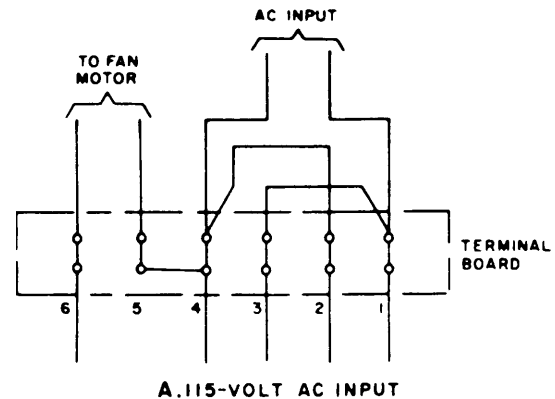 AC INPUT
TO FAN
MOTOR
TERMINAL
BOARD
6 5 4 3 2 1
A.115-VOLT AC INPUT